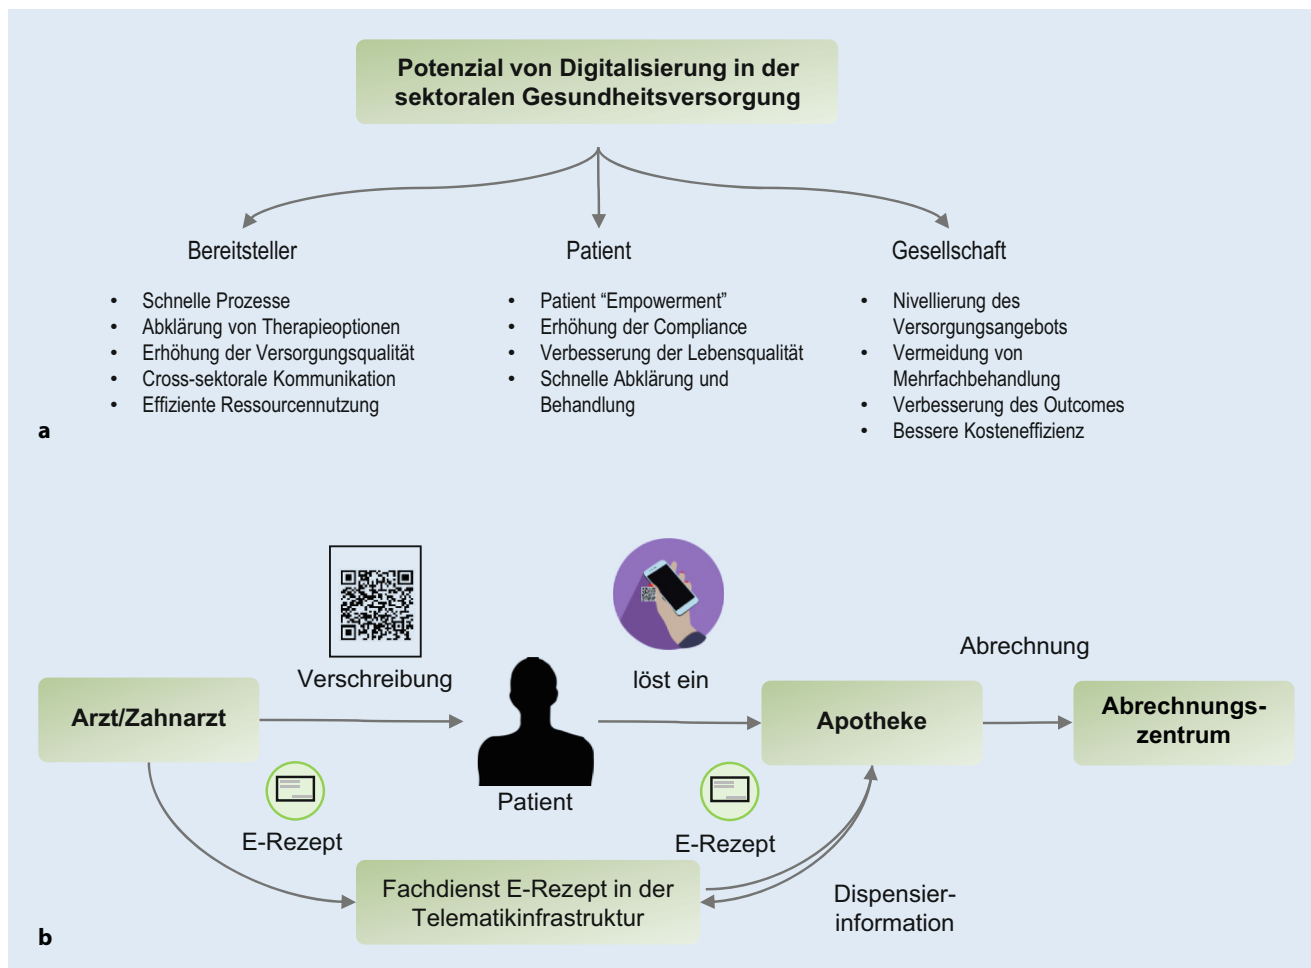 Potenzial von Digitalisierung in der
sektoralen Gesundheitsversorgung
Bereitsteller
• Schnelle Prozesse
• Abklärung von Therapieoptionen
• Erhöhung der Versorgungsqualität
• Cross-sektorale Kommunikation
• Effiziente Ressourcennutzung
Patient
• Patient “Empowerment”
• Erhöhung der Compliance
• Verbesserung der Lebensqualität
• Schnelle Abklärung und
Behandlung
Gesellschaft
• Nivellierung des
Versorgungsangebots
• Vermeidung von
Mehrfachbehandlung
• Verbesserung des Outcomes
• Bessere Kosteneffizienz
a
Arzt/Zahnarzt
Verschreibung
Patient
löst ein
Apotheke
Abrechnung
Abrechnungs-
zentrum
E-Rezept
E-Rezept
Fachdienst E-Rezept in der
Telematikinfrastruktur
Dispensier-
information
b